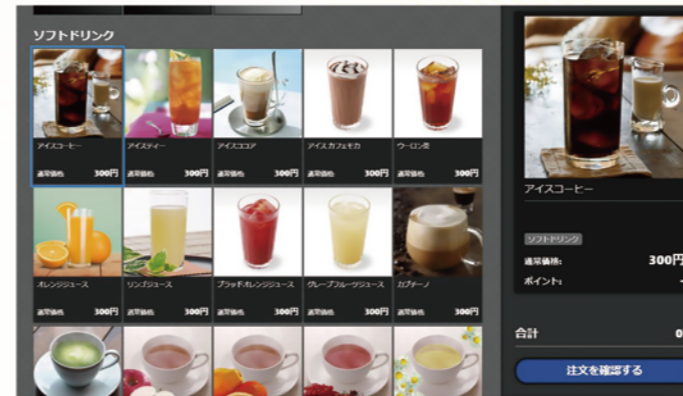 ソフトドリンク
アイスコーヒー
通常価格: 300円
アイスティー
通常価格: 300円
アイスココア
通常価格: 300円
アイスカフェモカ
通常価格: 300円
ウーロン茶
通常価格: 300円
オレンジジュース
通常価格: 300円
リンゴジュース
通常価格: 300円
ブラッドオレンジジュース
通常価格: 300円
グレープフルーツジュース
通常価格: 300円
カプチーノ
通常価格: 300円
アイスコーヒー
ソフトドリンク
通常価格: 300円
ポイント: -
合計 0
注文を確認する